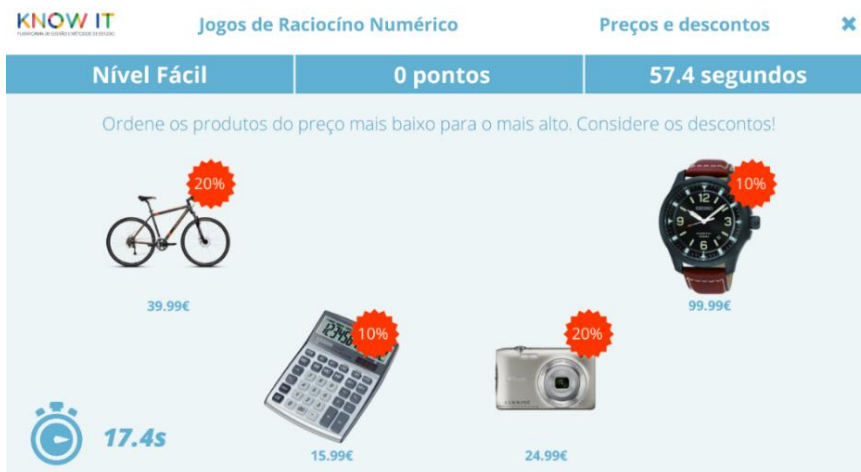 KNOW IT
Jogos de Raciocíno Numérico
Preços e descontos
Nível Fácil
0 pontos
57.4 segundos
Ordene os produtos do preço mais baixo para o mais alto. Considere os descontos!
20%
10%
39.99€
99.99€
10%
20%
17.4s
15.99€
24.99€